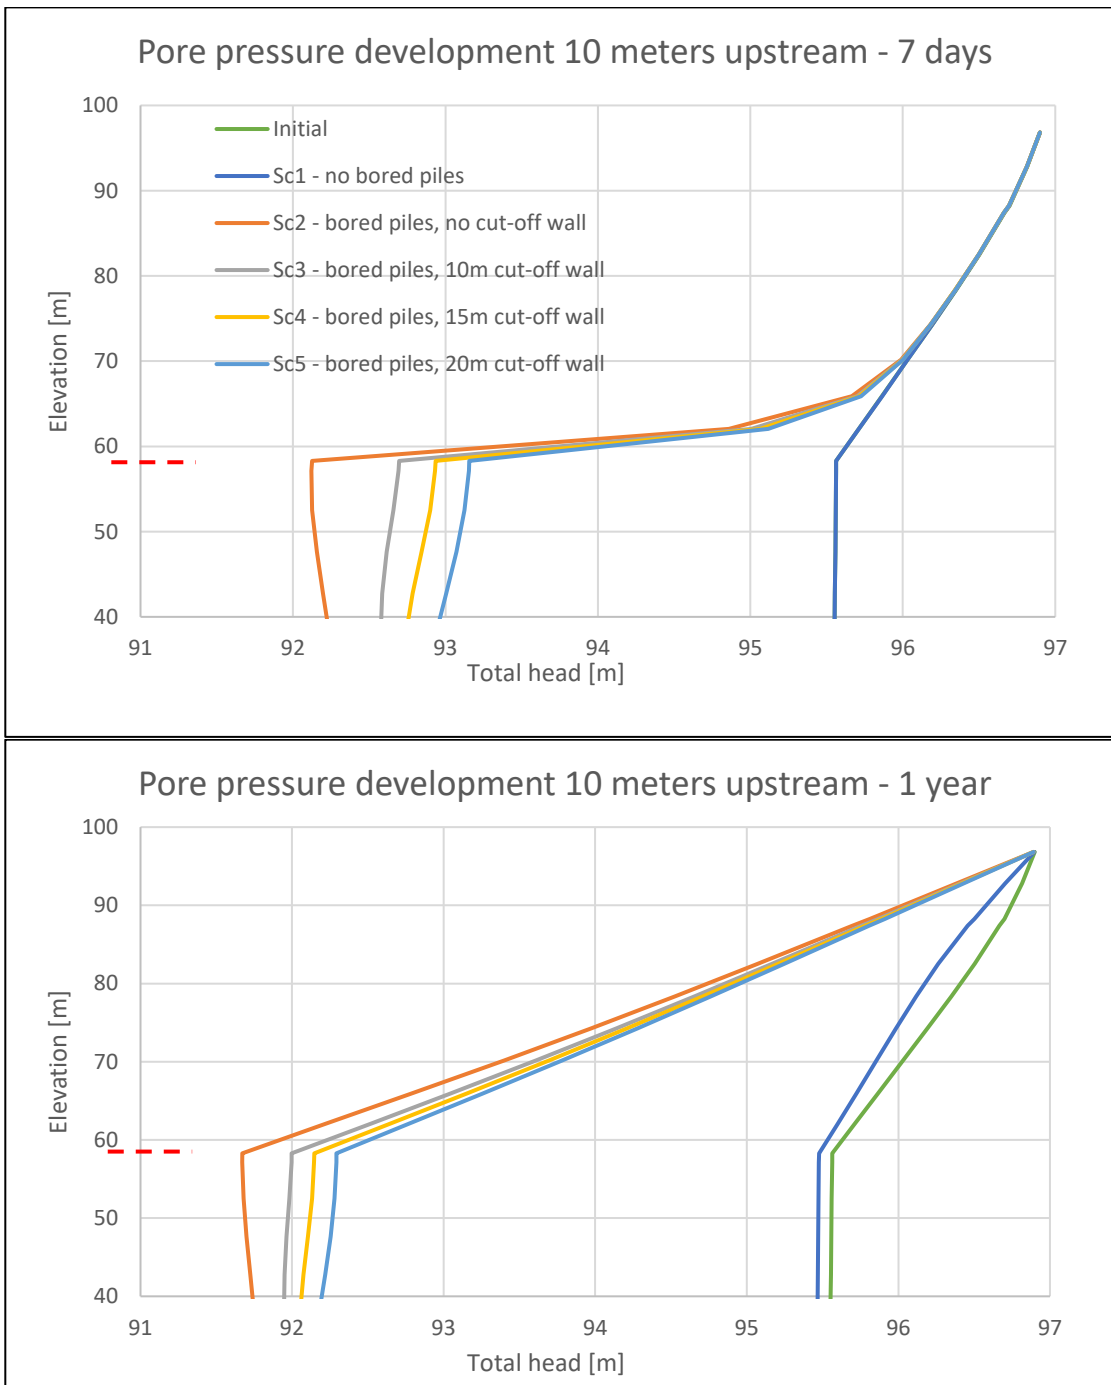 Pore pressure development 10 meters upstream - 7 days
100
90
80
70
60
50
40
Elevation [m]
Initial
Sc1 - no bored piles
Sc2 - bored piles, no cut-off wall
Sc3 - bored piles, 10m cut-off wall
Sc4 - bored piles, 15m cut-off wall
Sc5 - bored piles, 20m cut-off wall
91 92 93 94 95 96 97
Total head [m]
Pore pressure development 10 meters upstream - 1 year
100
90
80
70
60
50
40
Elevation [m]
91 92 93 94 95 96 97
Total head [m]